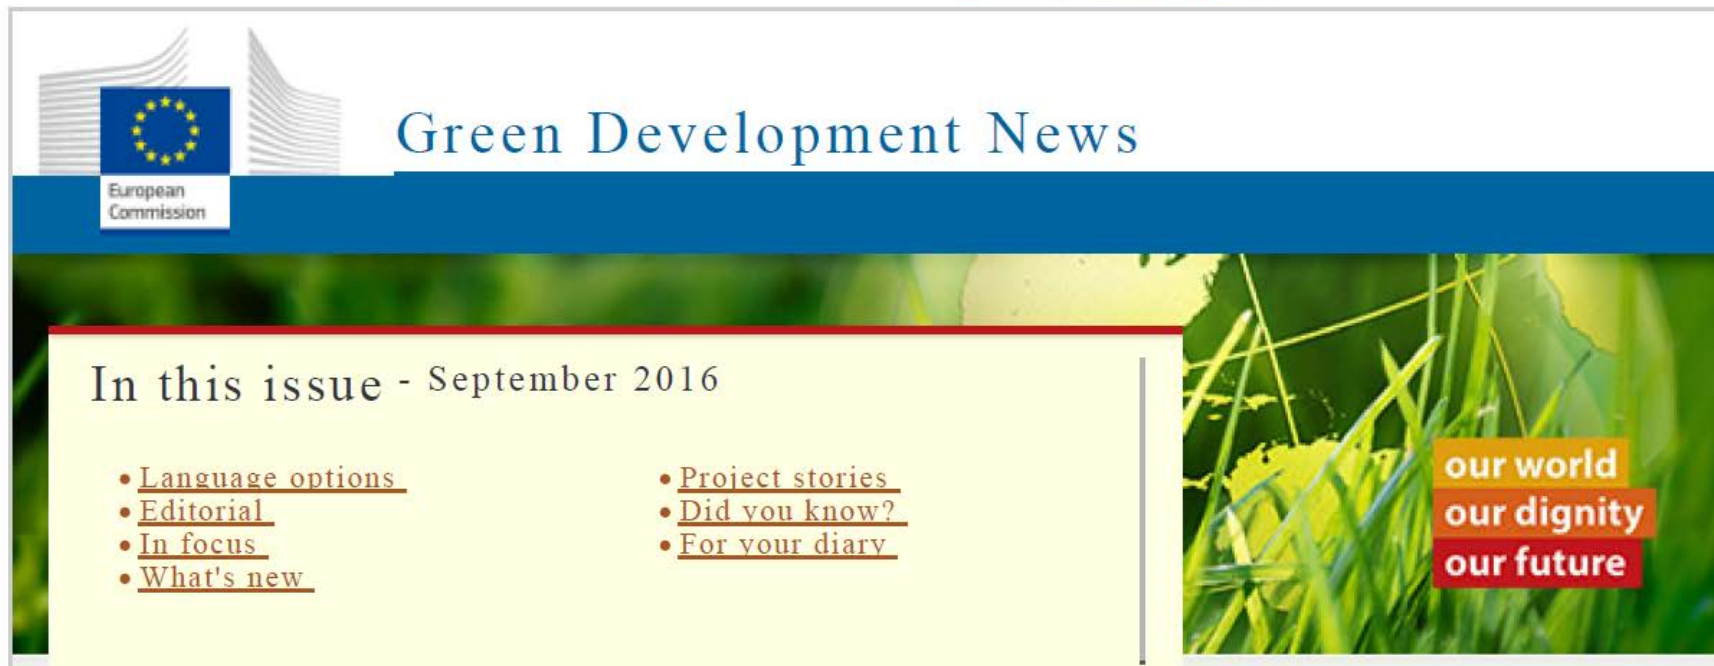 Green Development News
European
Commission
In this issue - September 2016
• Language options
• Editorial
• In focus
• What's new
• Project stories
• Did you know?
• For your diary
our world
our dignity
our future